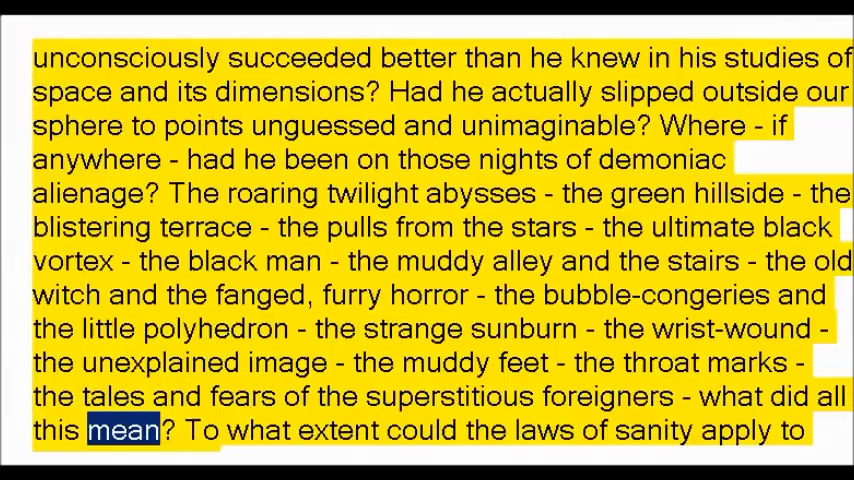 unconsciously succeeded better than he knew in his studies of
space and its dimensions? Had he actually slipped outside our
sphere to points unguessed and unimaginable? Where - if
anywhere - had he been on those nights of demoniac
alienage? The roaring twilight abysses - the green hillside - the
blistering terrace - the pulls from the stars - the ultimate black
vortex - the black man - the muddy alley and the stairs - the old
witch and the fanged, furry horror - the bubble-congeries and
the little polyhedron - the strange sunburn - the wrist-wound -
the unexplained image - the muddy feet - the throat marks -
the tales and fears of the superstitious foreigners - what did all
this mean? To what extent could the laws of sanity apply to